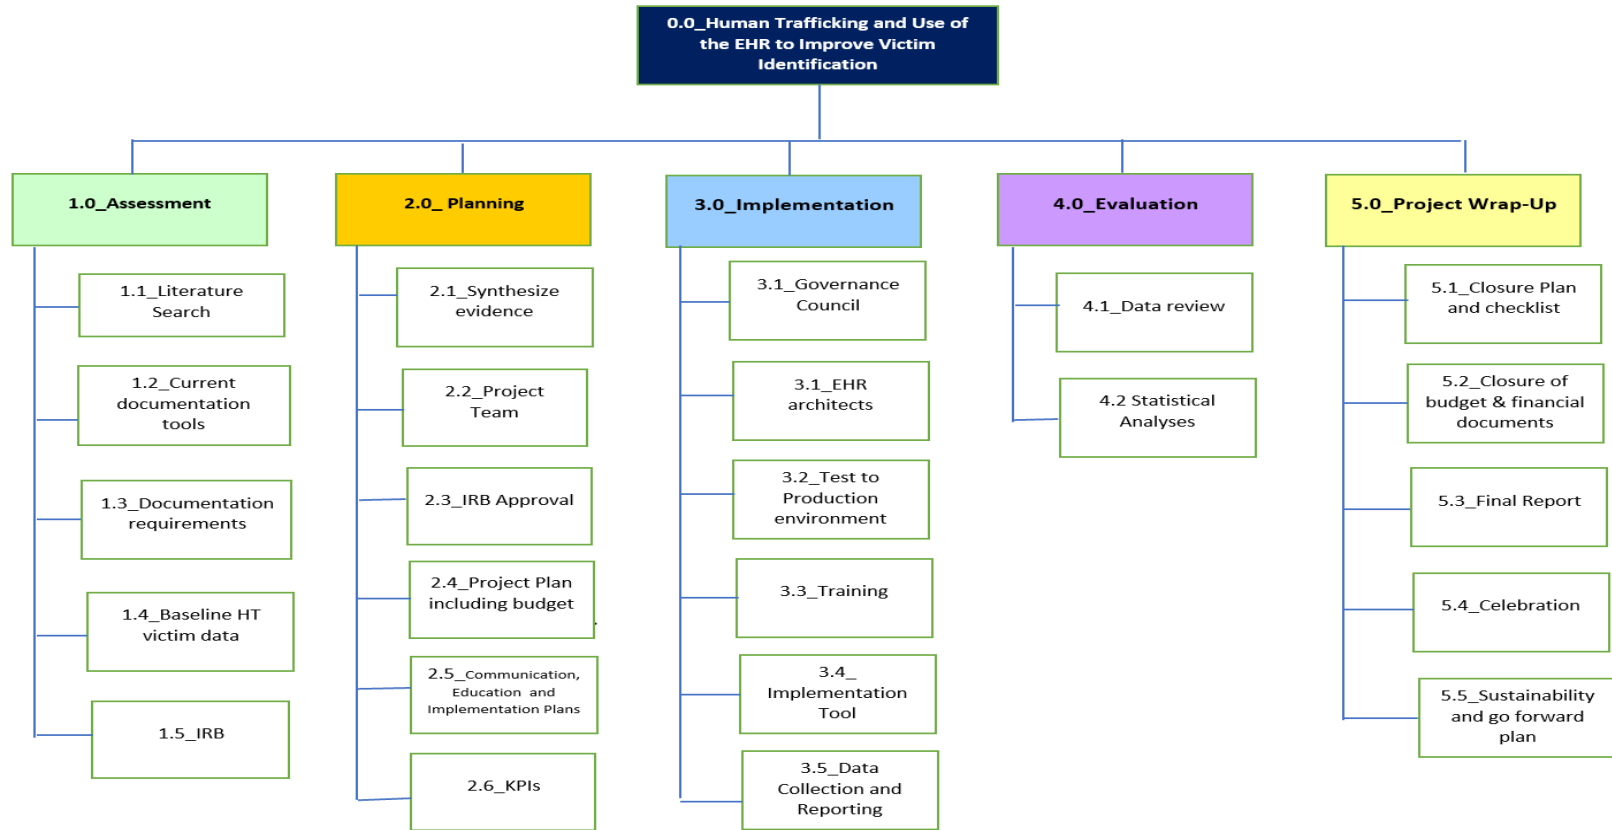 0.0_Human Trafficking and Use of
the EHR to Improve Victim
Identification
1.0_Assessment
1.1_Literature
Search
1.2_Current
documentation
tools
1.3_Documentation
requirements
1.4_Baseline HT
victim data
1.5_IRB
2.0_ Planning
2.1_Synthesize
evidence
2.2_Project
Team
2.3_IRB Approval
2.4_Project Plan
including budget
.
2.5_Communication,
Education and
Implementation Plans
2.6_KPIs
3.0_Implementation
3.1_Governance
Council
3.1_EHR
architects
3.2_Test to
Production
environment
3.3_Training
3.4_
Implementation
Tool
3.5_Data
Collection and
Reporting
4.0_Evaluation
4.1_Data review
4.2 Statistical
Analyses
5.0_Project Wrap-Up
5.1_Closure Plan
and checklist
5.2_Closure of
budget & financial
documents
5.3_Final Report
5.4_Celebration
5.5_Sustainability
and go forward
plan